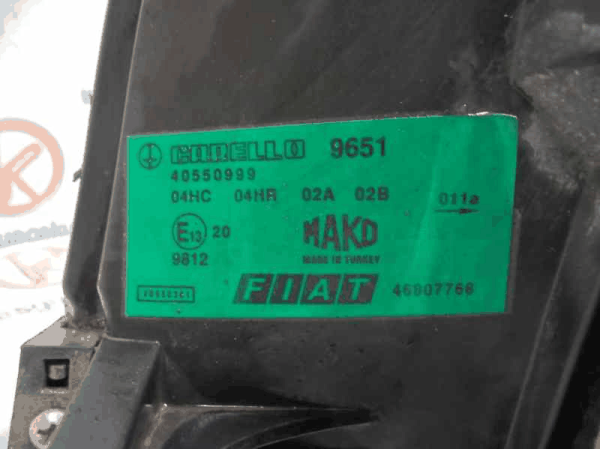 CARELLO 9651
40550999
04HC 04HR 02A 02B 011a
E13 20
MAKO
MADE IN TURKEY
9812
FIAT 46807766